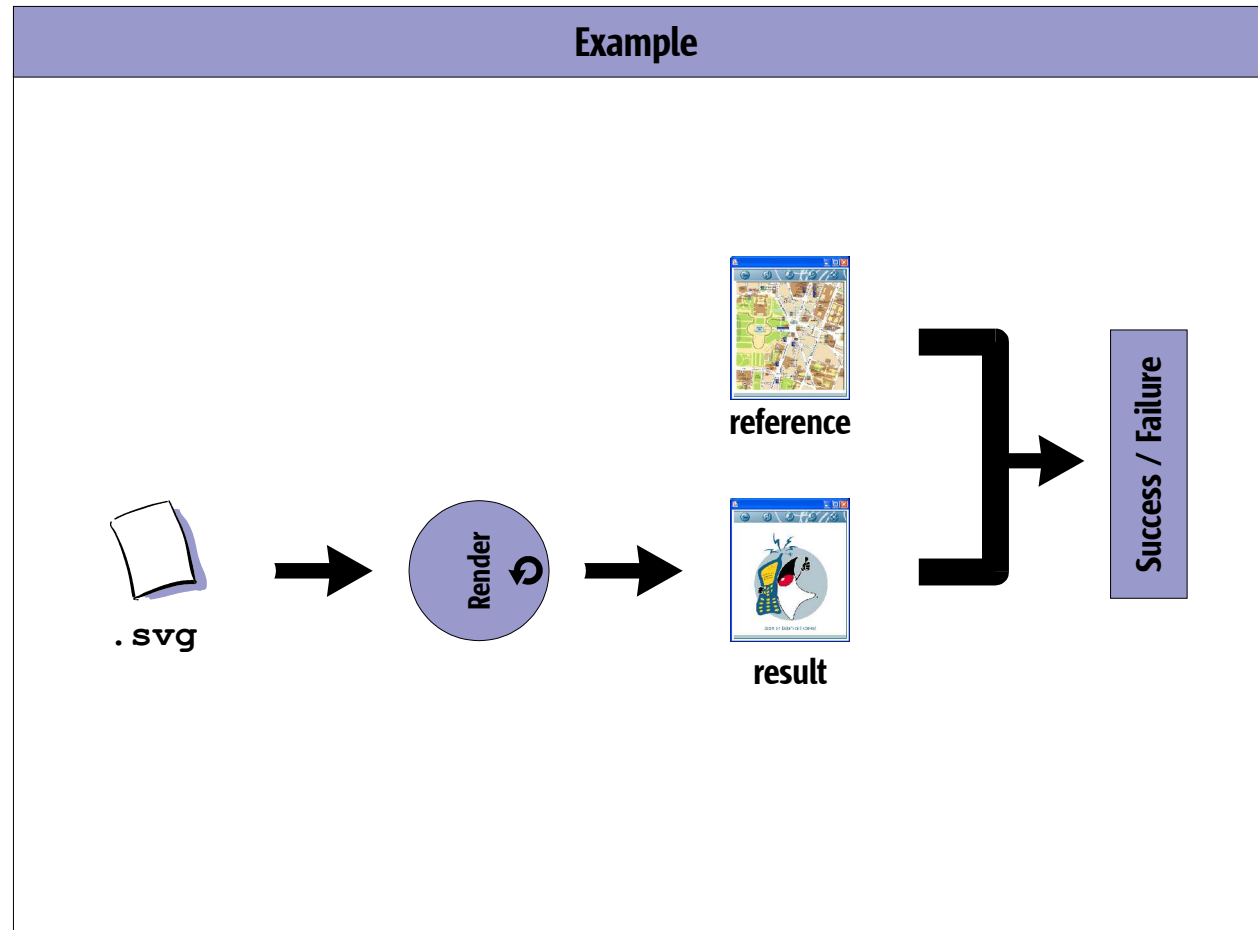 Example
reference
.svg
Render
result
Success / Failure